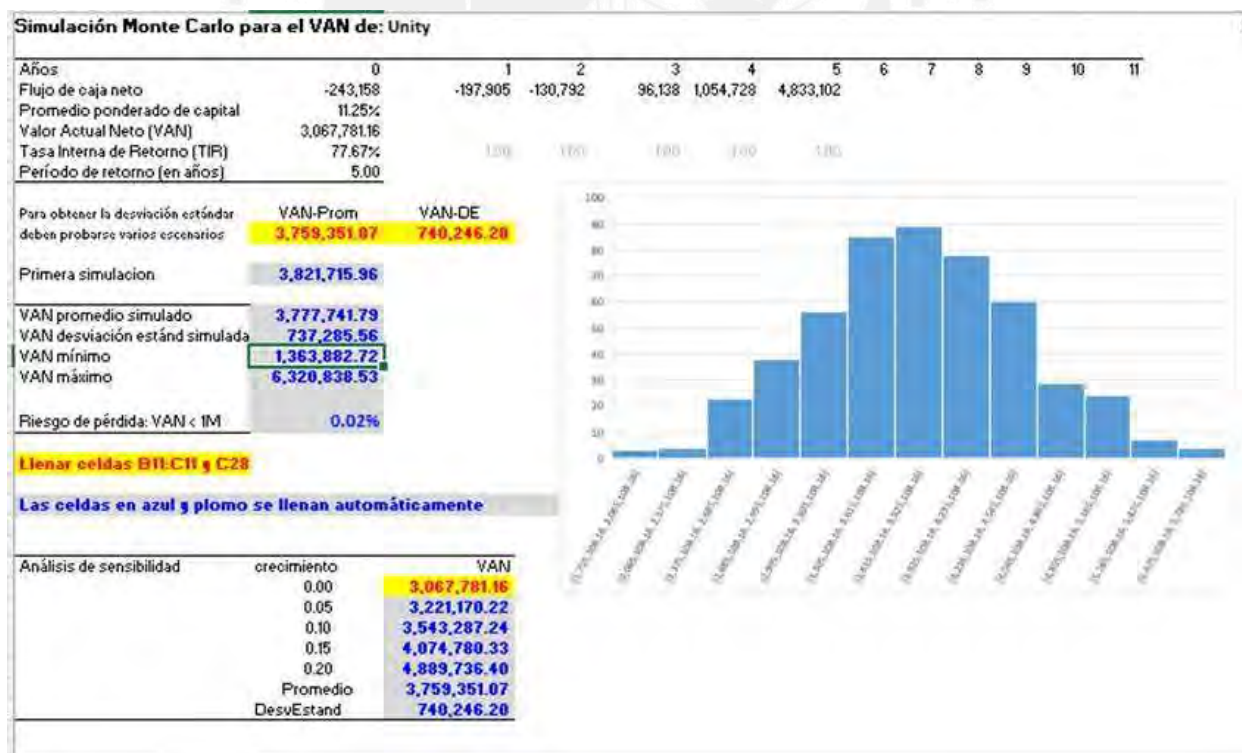 Simulación Monte Carlo para el VAN de: Unity
Años 0 1 2 3 4 5 6 7 8 9 10 11
Flujo de caja neto -243,158 -197,905 -130,792 96,138 1,054,728 4,833,102
Promedio ponderado de capital 11.25%
Valor Actual Neto (VAN) 3,067,781.16
Tasa Interna de Retorno (TIR) 77.67% 1.00 1.00 1.00 1.00 1.00
Período de retorno (en años) 5.00
Para obtener la desviación estándar VAN-Prom VAN-DE
deben probarse varios escenarios 3,759,351.07 740,246.20
Primera simulacion 3,821,715.96
VAN promedio simulado 3,777,741.79
VAN desviación estánd simulada 737,285.56
VAN mínimo 1,363,882.72
VAN máximo 6,320,838.53
Riesgo de pérdida: VAN < 1M 0.02%
Llenar celdas B11:C11 y C28
Las celdas en azul y plomo se llenan automáticamente
100
90
80
70
60
50
40
30
20
10
0
Análisis de sensibilidad crecimiento VAN
0.00 3,067,781.16
0.05 3,221,170.22
0.10 3,543,287.24
0.15 4,074,780.33
0.20 4,889,736.40
Promedio 3,759,351.07
DesvEstand 740,246.20